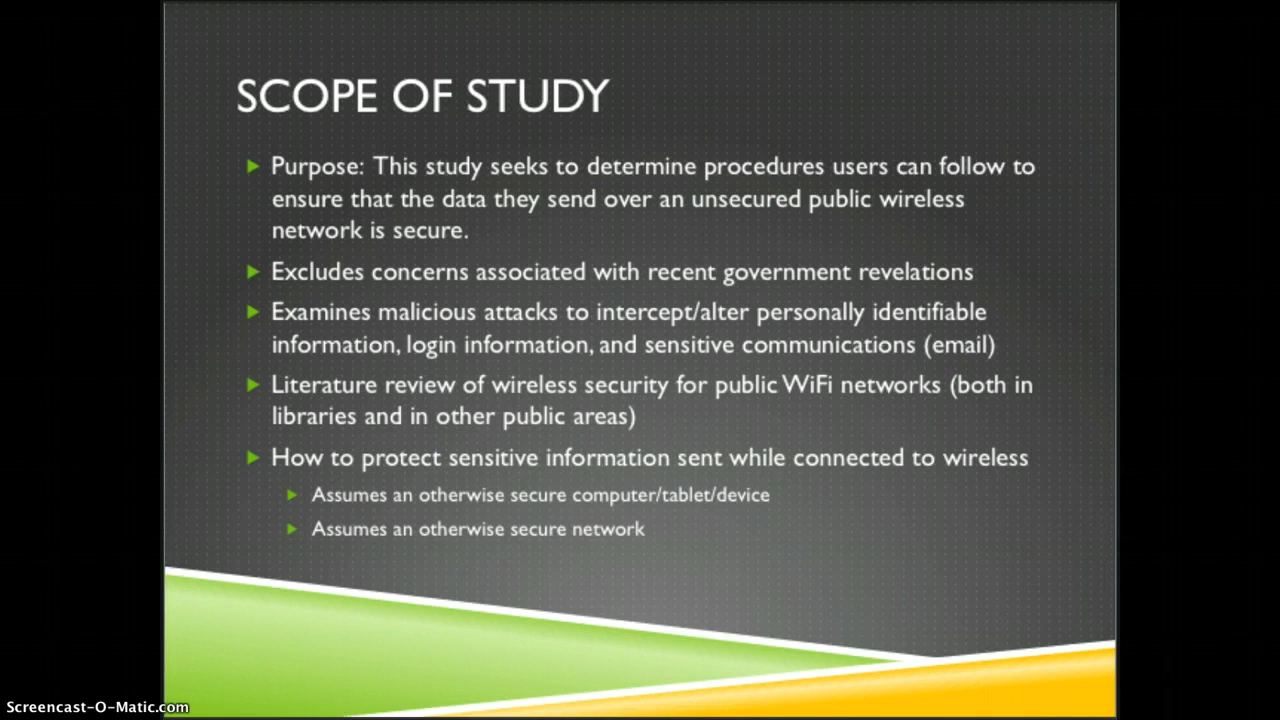 SCOPE OF STUDY
Purpose: This study seeks to determine procedures users can follow to
ensure that the data they send over an unsecured public wireless
network is secure.
Excludes concerns associated with recent government revelations
Examines malicious attacks to intercept/alter personally identifiable
information, login information, and sensitive communications (email)
Literature review of wireless security for public WiFi networks (both in
libraries and in other public areas)
How to protect sensitive information sent while connected to wireless
Assumes an otherwise secure computer/tablet/device
Assumes an otherwise secure network
Screencast-O-Matic.com